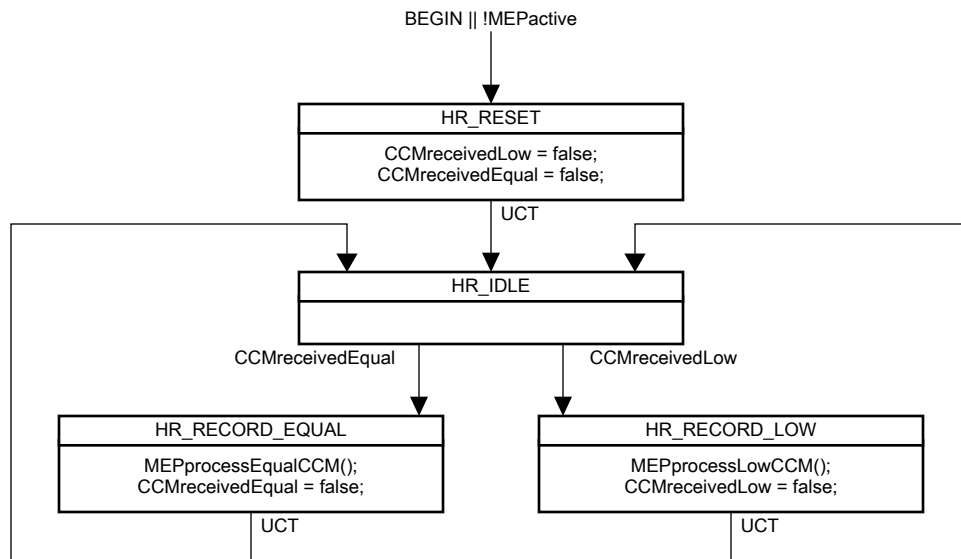 BEGIN || !MEPactive
HR_RESET
CCMreceivedLow = false;
CCMreceivedEqual = false;
UCT
HR_IDLE
CCMreceivedEqual
CCMreceivedLow
HR_RECORD_EQUAL
MEPprocessEqualCCM();
CCMreceivedEqual = false;
UCT
HR_RECORD_LOW
MEPprocessLowCCM();
CCMreceivedLow = false;
UCT